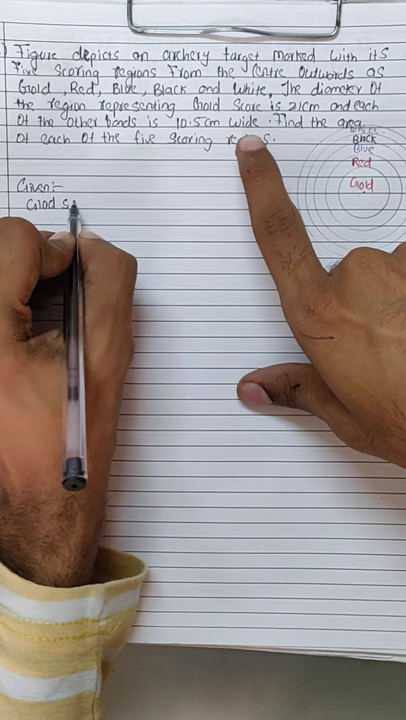 Figure depicts an archery target marked with its
Five Scoring regions From the Centre Outwords as
Gold, Red, Blue, Black and White, The diameter Of
the region representing Gold Score is 21cm and each
Of the Other bands is 10.5cm wide. Find the area
Of each Of the five Scoring
White
Black
Blue
Red
Gold
Given:-
Glod S